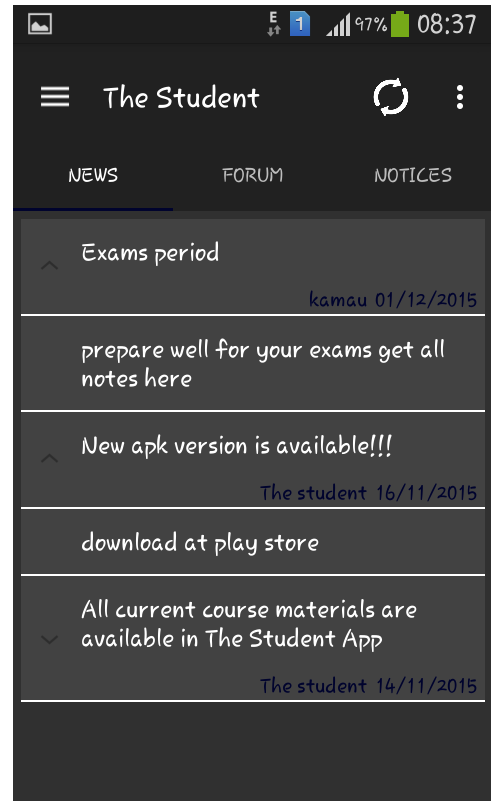 E 1 97% 08:37
The Student
NEWS FORUM NOTICES
Exams period
kamau 01/12/2015
prepare well for your exams get all
notes here
New apk version is available!!!
The student 16/11/2015
download at play store
All current course materials are
available in The Student App
The student 14/11/2015